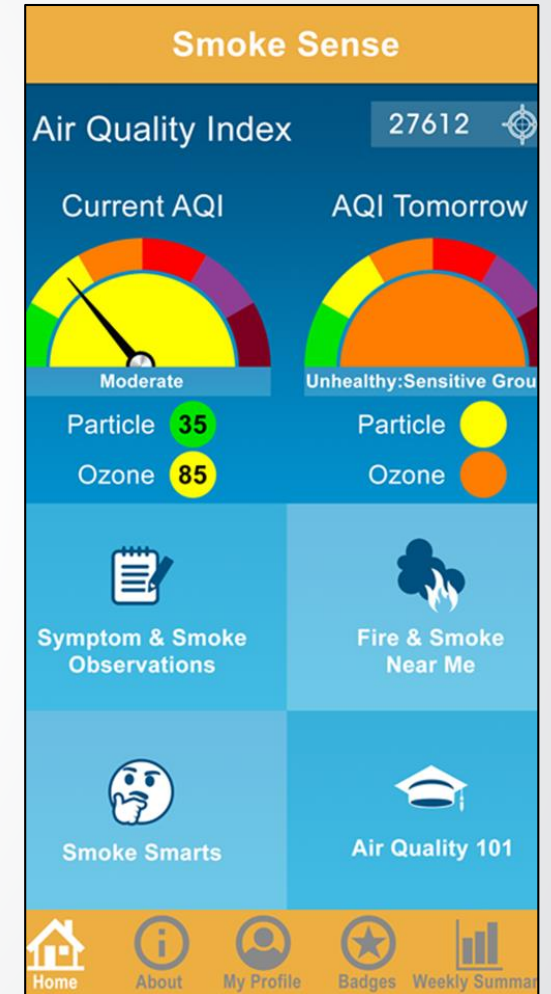 Smoke Sense
Air Quality Index
27612
Current AQI
AQI Tomorrow
Moderate
Unhealthy:Sensitive Grou
Particle 35
Particle
Ozone 85
Ozone
Symptom & Smoke
Observations
Fire & Smoke
Near Me
Smoke Smarts
Air Quality 101
Home
About
My Profile
Badges
Weekly Summar